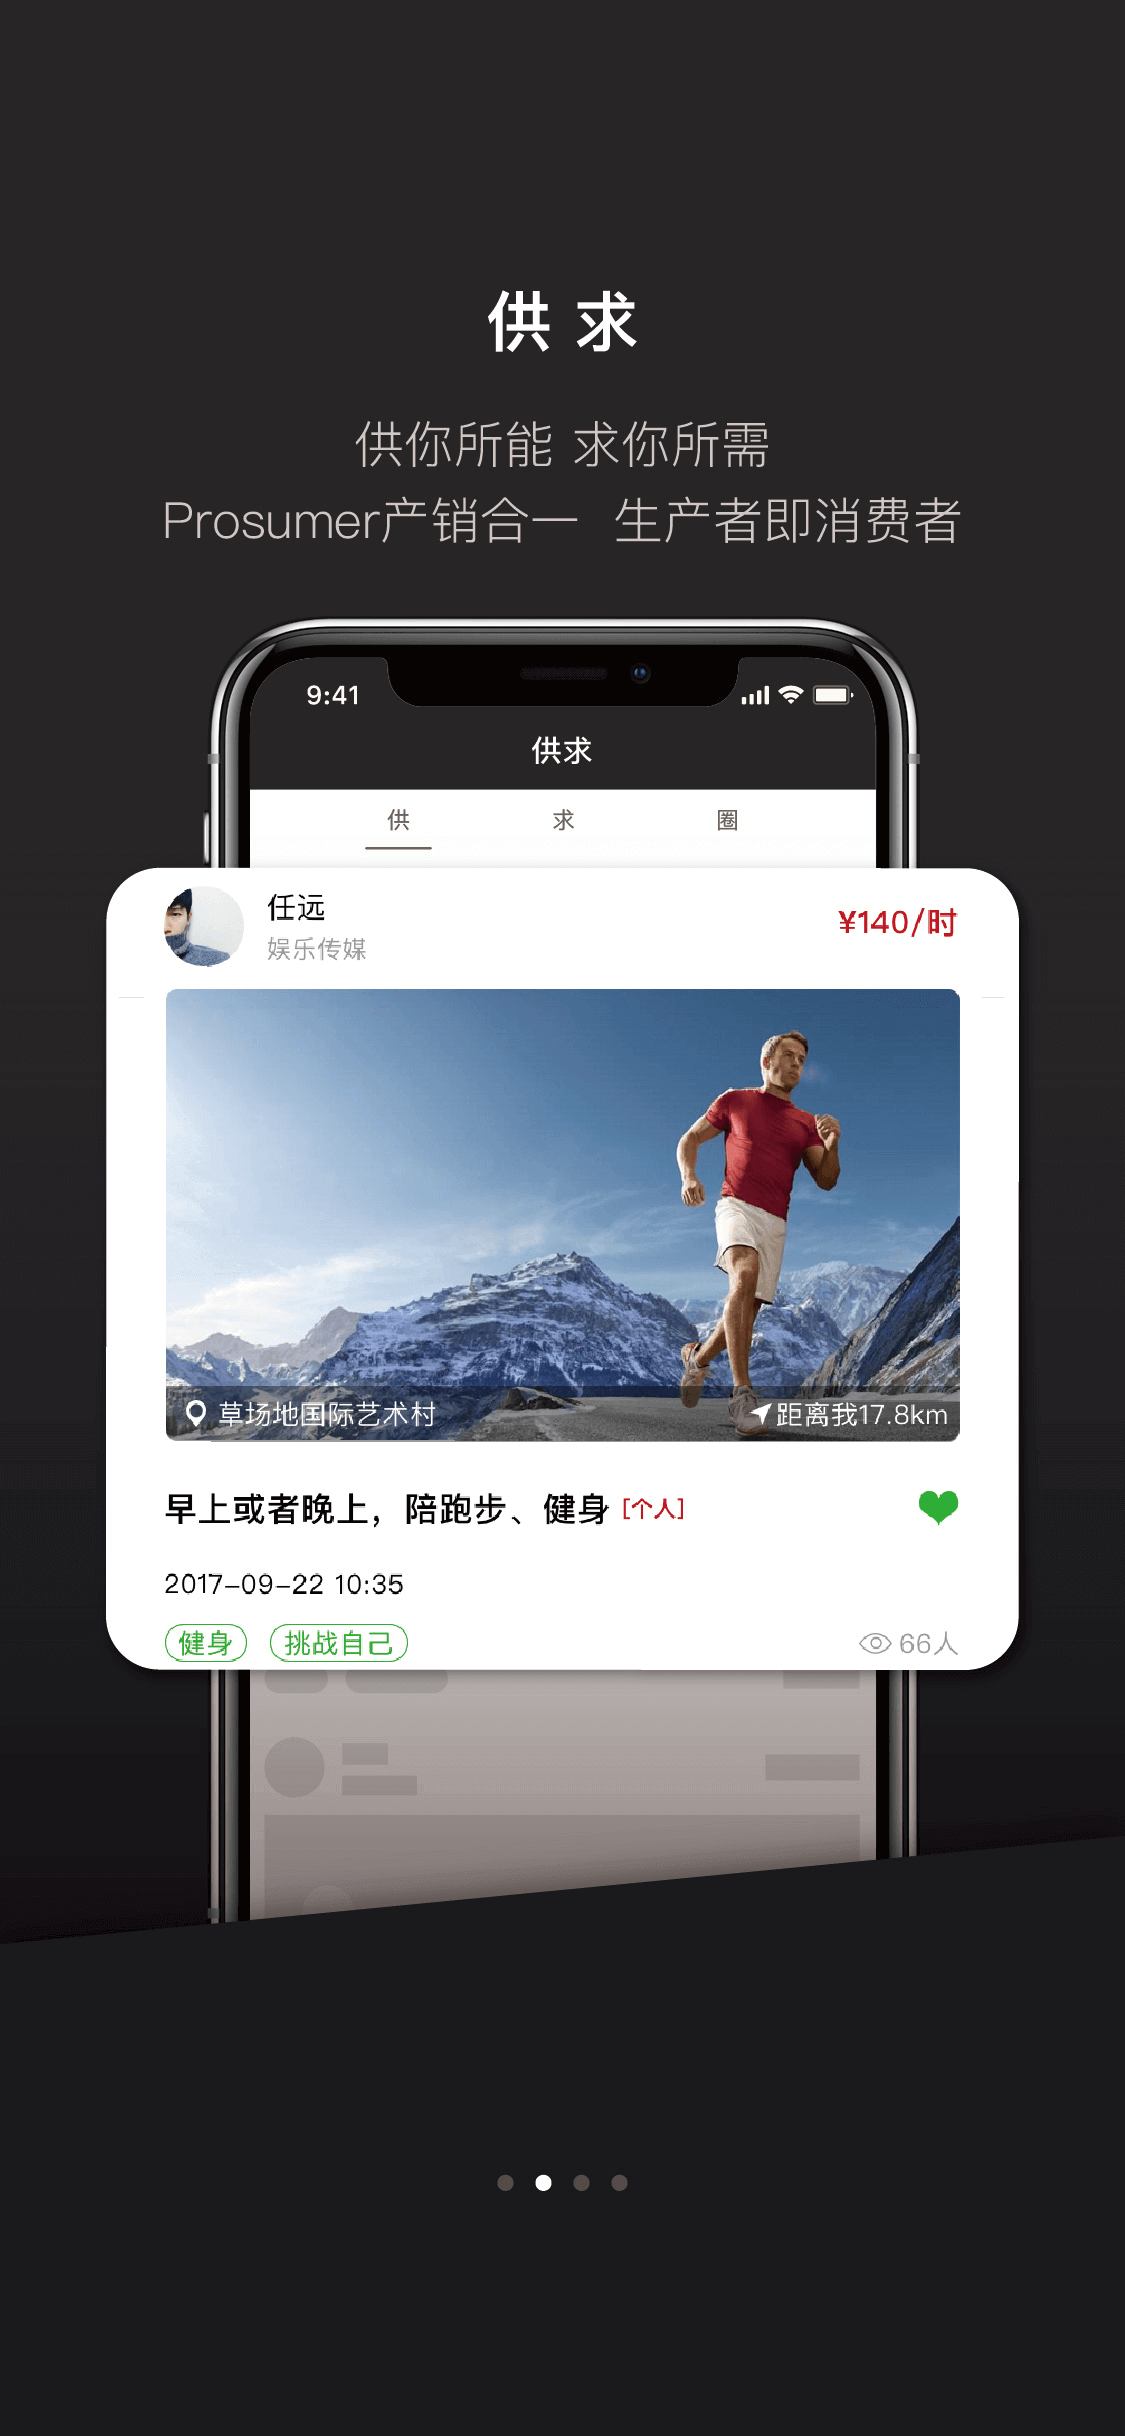 供 求
供你所能 求你所需
Prosumer产销合一 生产者即消费者
9:41
供求
供 求 圈
任远
¥140/时
娱乐传媒
草场地国际艺术村 距离我17.8km
早上或者晚上，陪跑步、健身 [个人]
2017-09-22 10:35
健身 挑战自己 66人